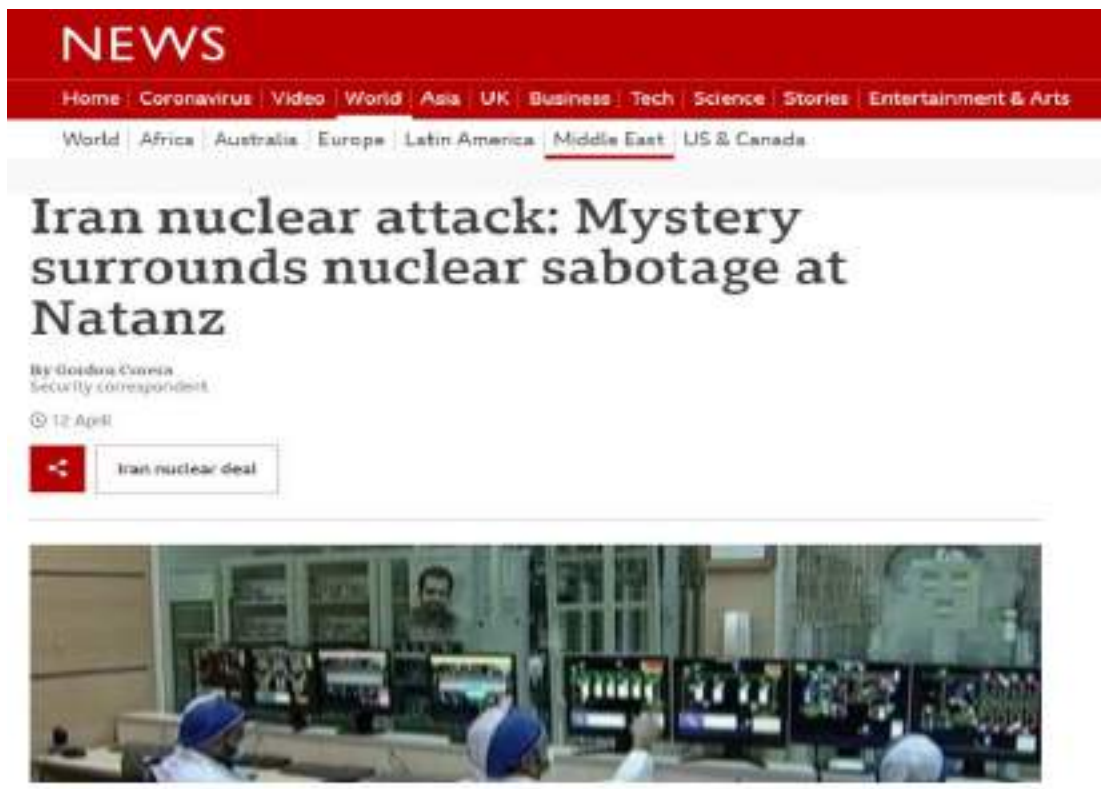 NEWS
Home Coronavirus Video World Asia UK Business Tech Science Stories Entertainment & Arts
World Africa Australia Europe Latin America Middle East US & Canada
Iran nuclear attack: Mystery
surrounds nuclear sabotage at
Natanz
By Gordon Corera
Security correspondent
12 April
Iran nuclear deal